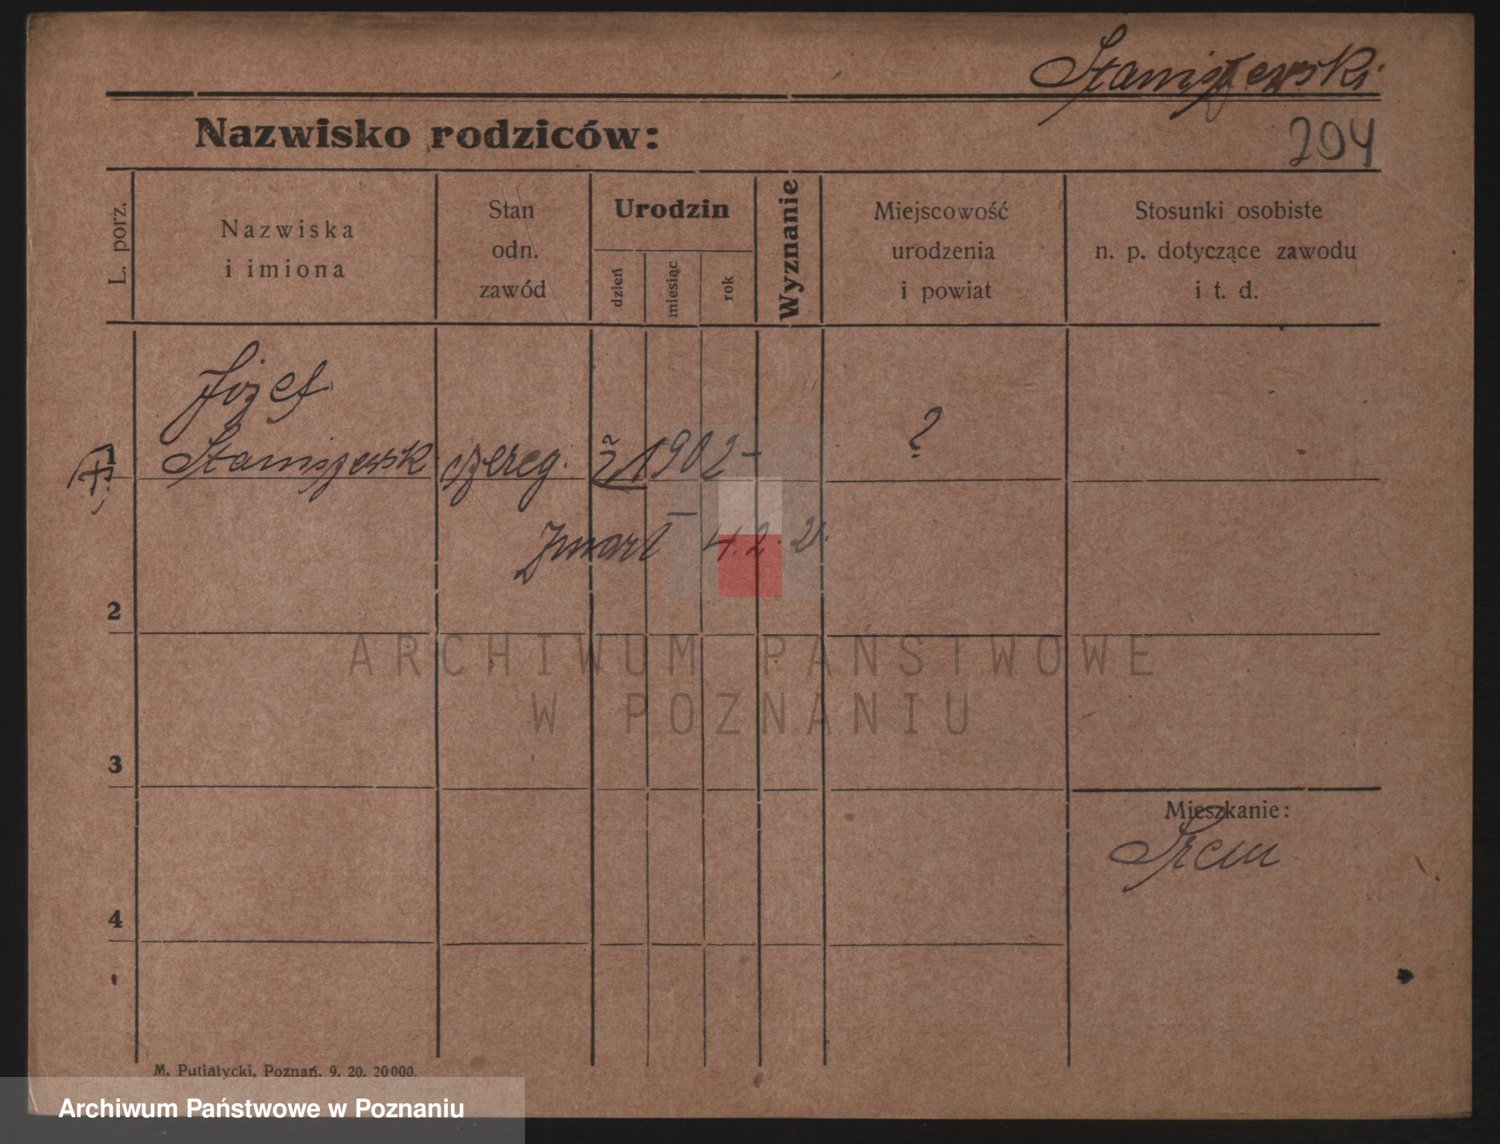 Staniszewski
Nazwisko rodziców:
204
L. porz.
Nazwiska
i imiona
Stan
odn.
zawód
Urodzin
dzień
miesiąc
rok
Wyznanie
Miejscowość
urodzenia
i powiat
Stosunki osobiste
n. p. dotyczące zawodu
i t. d.
Józef
1
Staniszewsk szereg. 1902 – ?
Zmarł 4.2.21.
2
ARCHIWUM PAŃSTWOWE
W POZNANIU
3
Mieszkanie:
Śrem
4
M. Putiatycki, Poznań. 9. 20. 20000.
Archiwum Państwowe w Poznaniu